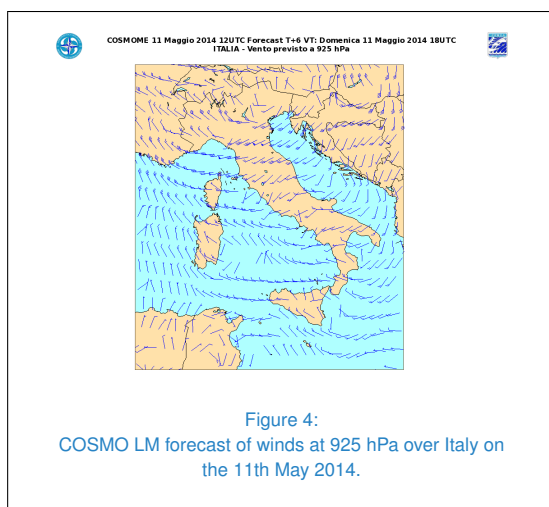 COSMOME 11 Maggio 2014 12UTC Forecast T+6 VT: Domenica 11 Maggio 2014 18UTC
ITALIA - Vento previsto a 925 hPa
Figure 4:
COSMO LM forecast of winds at 925 hPa over Italy on
the 11th May 2014.